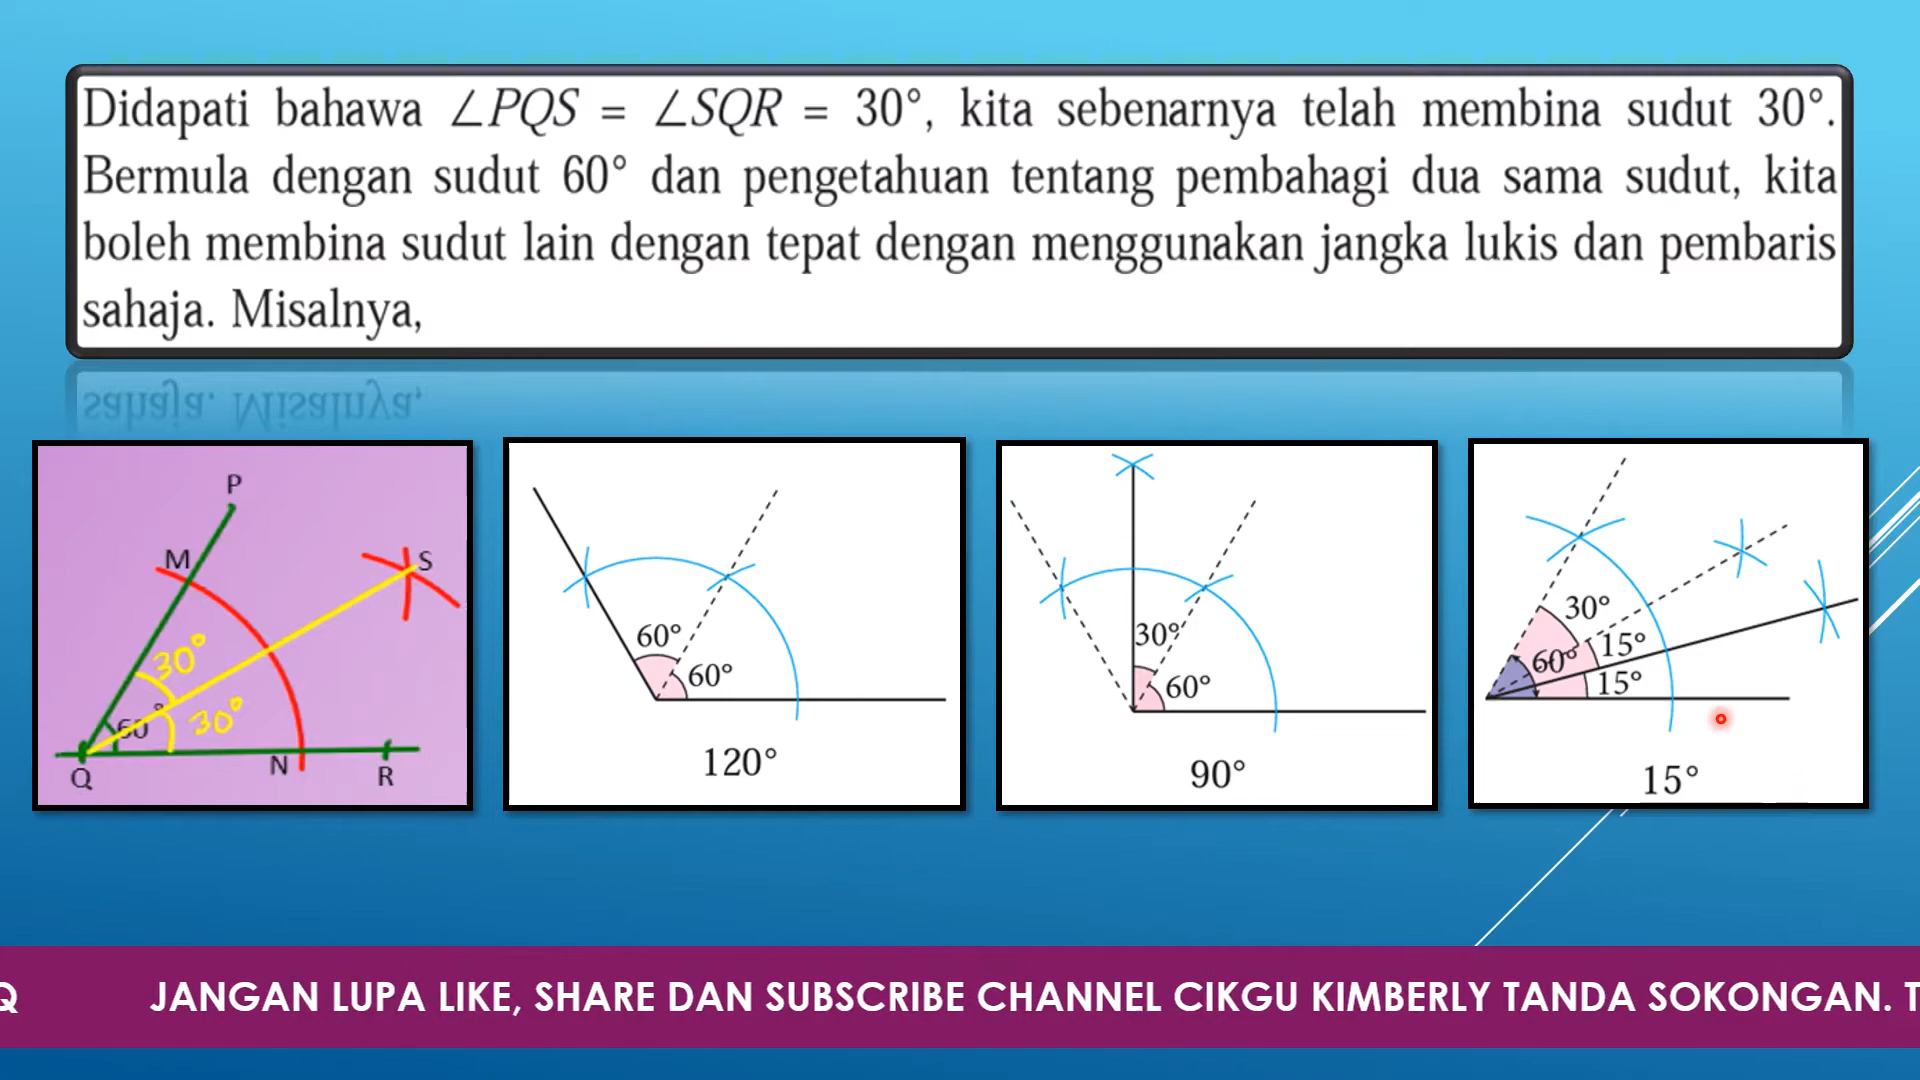 Didapati bahawa ∠PQS = ∠SQR = 30°, kita sebenarnya telah membina sudut 30°.
Bermula dengan sudut 60° dan pengetahuan tentang pembahagi dua sama sudut, kita
boleh membina sudut lain dengan tepat dengan menggunakan jangka lukis dan pembaris
sahaja. Misalnya,
P
M
S
30°
60°
30°
Q
N
R
60°
60°
120°
30°
60°
90°
30°
60°
15°
15°
15°
Q JANGAN LUPA LIKE, SHARE DAN SUBSCRIBE CHANNEL CIKGU KIMBERLY TANDA SOKONGAN. T